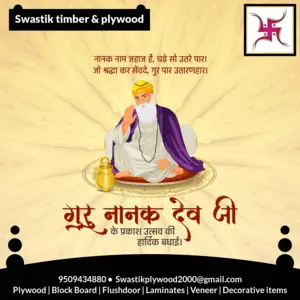 Swastik timber & plywood
नानक नाम जहाज है, चढ़े सो उतरे पार।
जो श्रद्धा कर सेंवदे, गुर पार उतारणहार।
गुरु नानक देव जी
के प्रकाश उत्सव की
हार्दिक बधाई।
9509434880 • Swastikplywood2000@gmail.com
Plywood | Block Board | Flushdoor | Laminates | Veneer | Decorative items